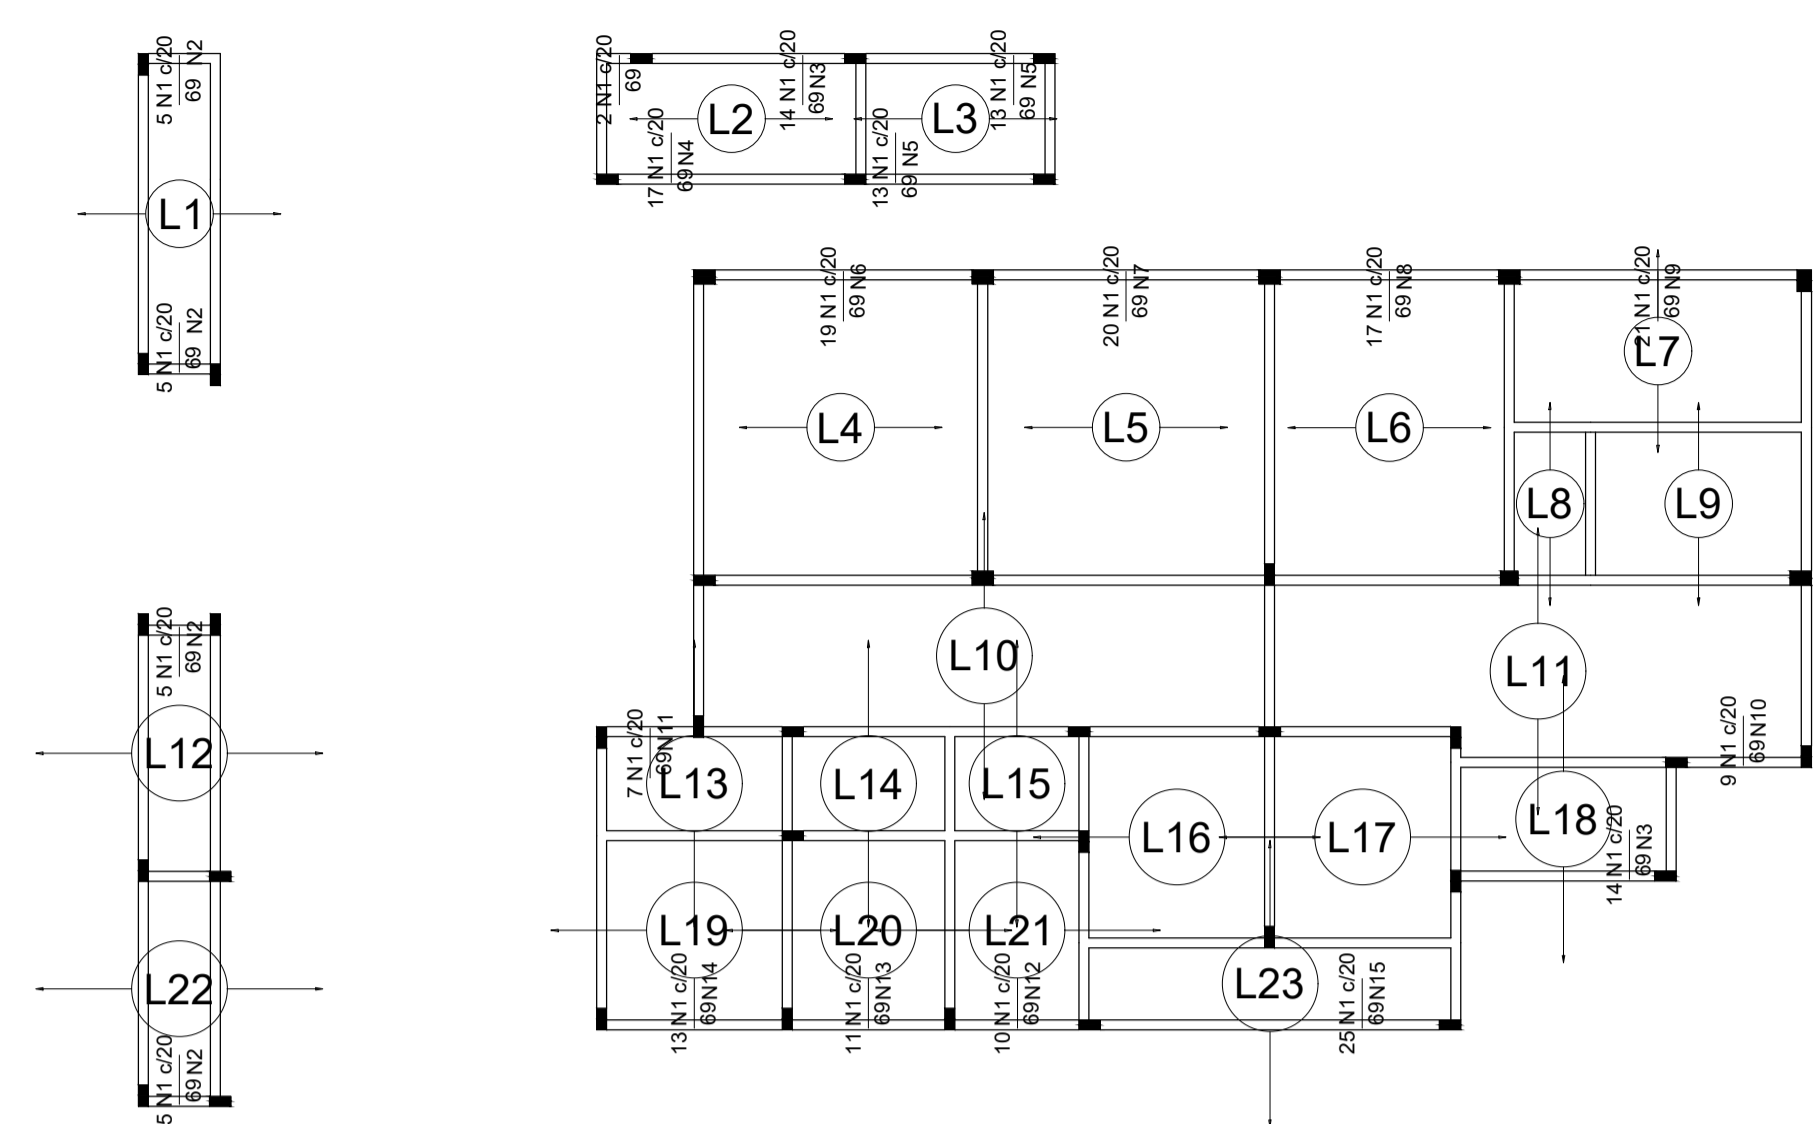 5 N1 c/20
69 N2
L1
5 N1 c/20
69 N2
2 N1 c/20
69
L2
14 N1 c/20
69 N3
17 N1 c/20
69 N4
L3
13 N1 c/20
69 N5
13 N1 c/20
69 N5
19 N1 c/20
69 N6
20 N1 c/20
69 N7
17 N1 c/20
69 N8
21 N1 c/20
69 N9
L7
L4
L5
L6
L8
L9
L10
L11
5 N1 c/20
69 N2
L12
7 N1 c/20
69 N11
L13
L14
L15
L16
L17
L18
9 N1 c/20
69 N10
14 N1 c/20
69 N3
L19
L20
L21
L22
L23
5 N1 c/20
69 N2
13 N1 c/20
69 N14
11 N1 c/20
69 N13
10 N1 c/20
69 N12
25 N1 c/20
69 N15